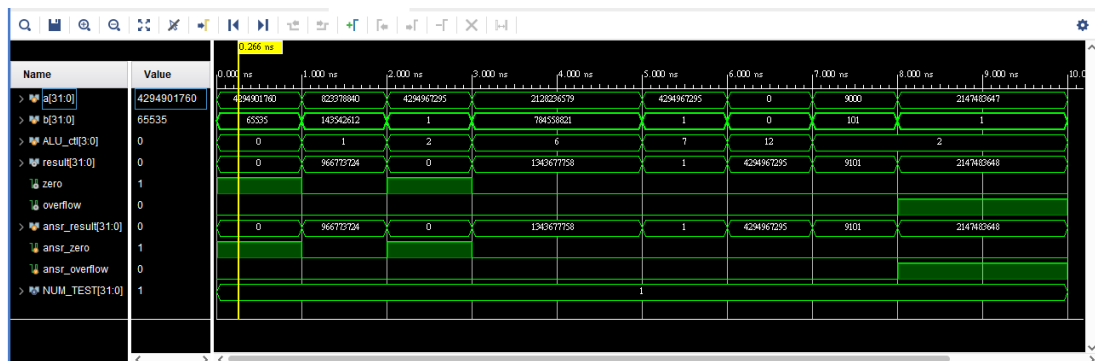 0.266 ns
Name Value 0.000 ns 1.000 ns 2.000 ns 3.000 ns 4.000 ns 5.000 ns 6.000 ns 7.000 ns 8.000 ns 9.000 ns 10.0
a[31:0] 4294901760 4294901760 823378840 4294967295 2128236579 4294967295 0 9000 2147483647
b[31:0] 65535 65535 143542612 1 784558821 1 0 101 1
ALU_ctl[3:0] 0 0 1 2 6 7 12 2
result[31:0] 0 0 966773724 0 1343677758 1 4294967295 9101 2147483648
zero 1
overflow 0
ansr_result[31:0] 0 0 966773724 0 1343677758 1 4294967295 9101 2147483648
ansr_zero 1
ansr_overflow 0
NUM_TEST[31:0] 1 1